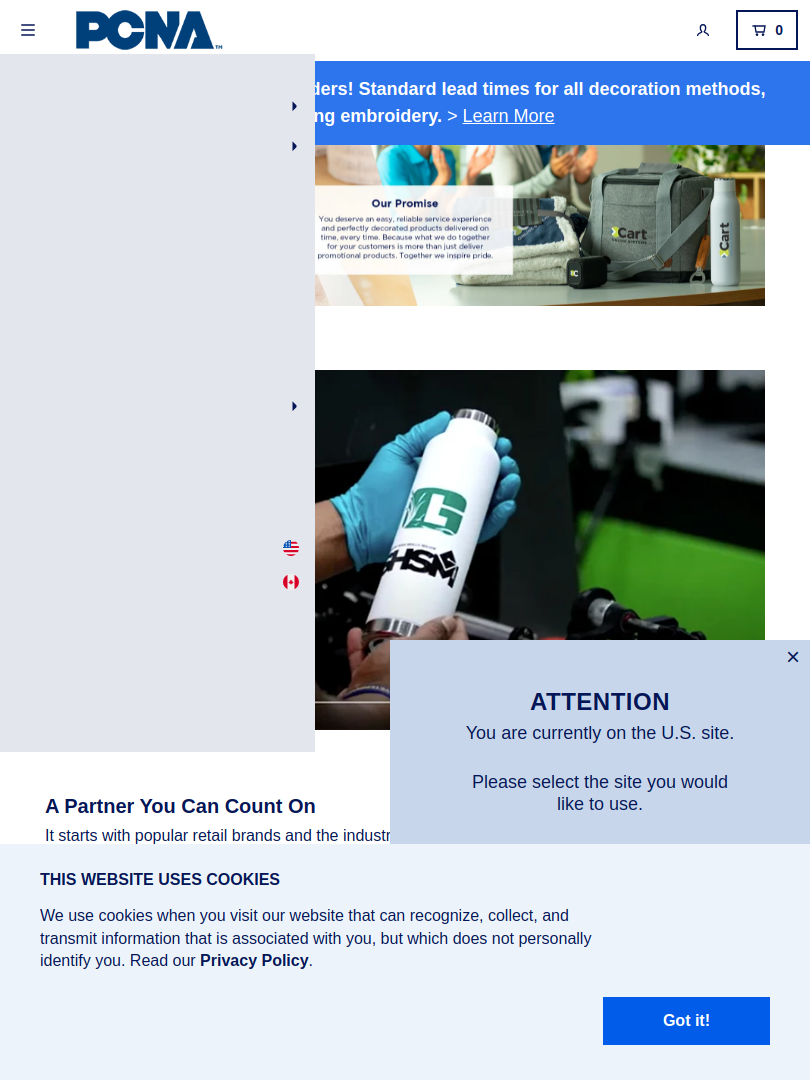 PCNA™
0
ders! Standard lead times for all decoration methods,
ng embroidery. > Learn More
Our Promise
You deserve an easy, reliable service experience
and perfectly decorated products delivered on
time, every time. Because what we do together
for your customers is more than just deliver
promotional products. Together we inspire pride.
Cart
Cart
G
GHSM
ATTENTION
You are currently on the U.S. site.
Please select the site you would
like to use.
A Partner You Can Count On
It starts with popular retail brands and the industr
THIS WEBSITE USES COOKIES
We use cookies when you visit our website that can recognize, collect, and
transmit information that is associated with you, but which does not personally
identify you. Read our Privacy Policy.
Got it!